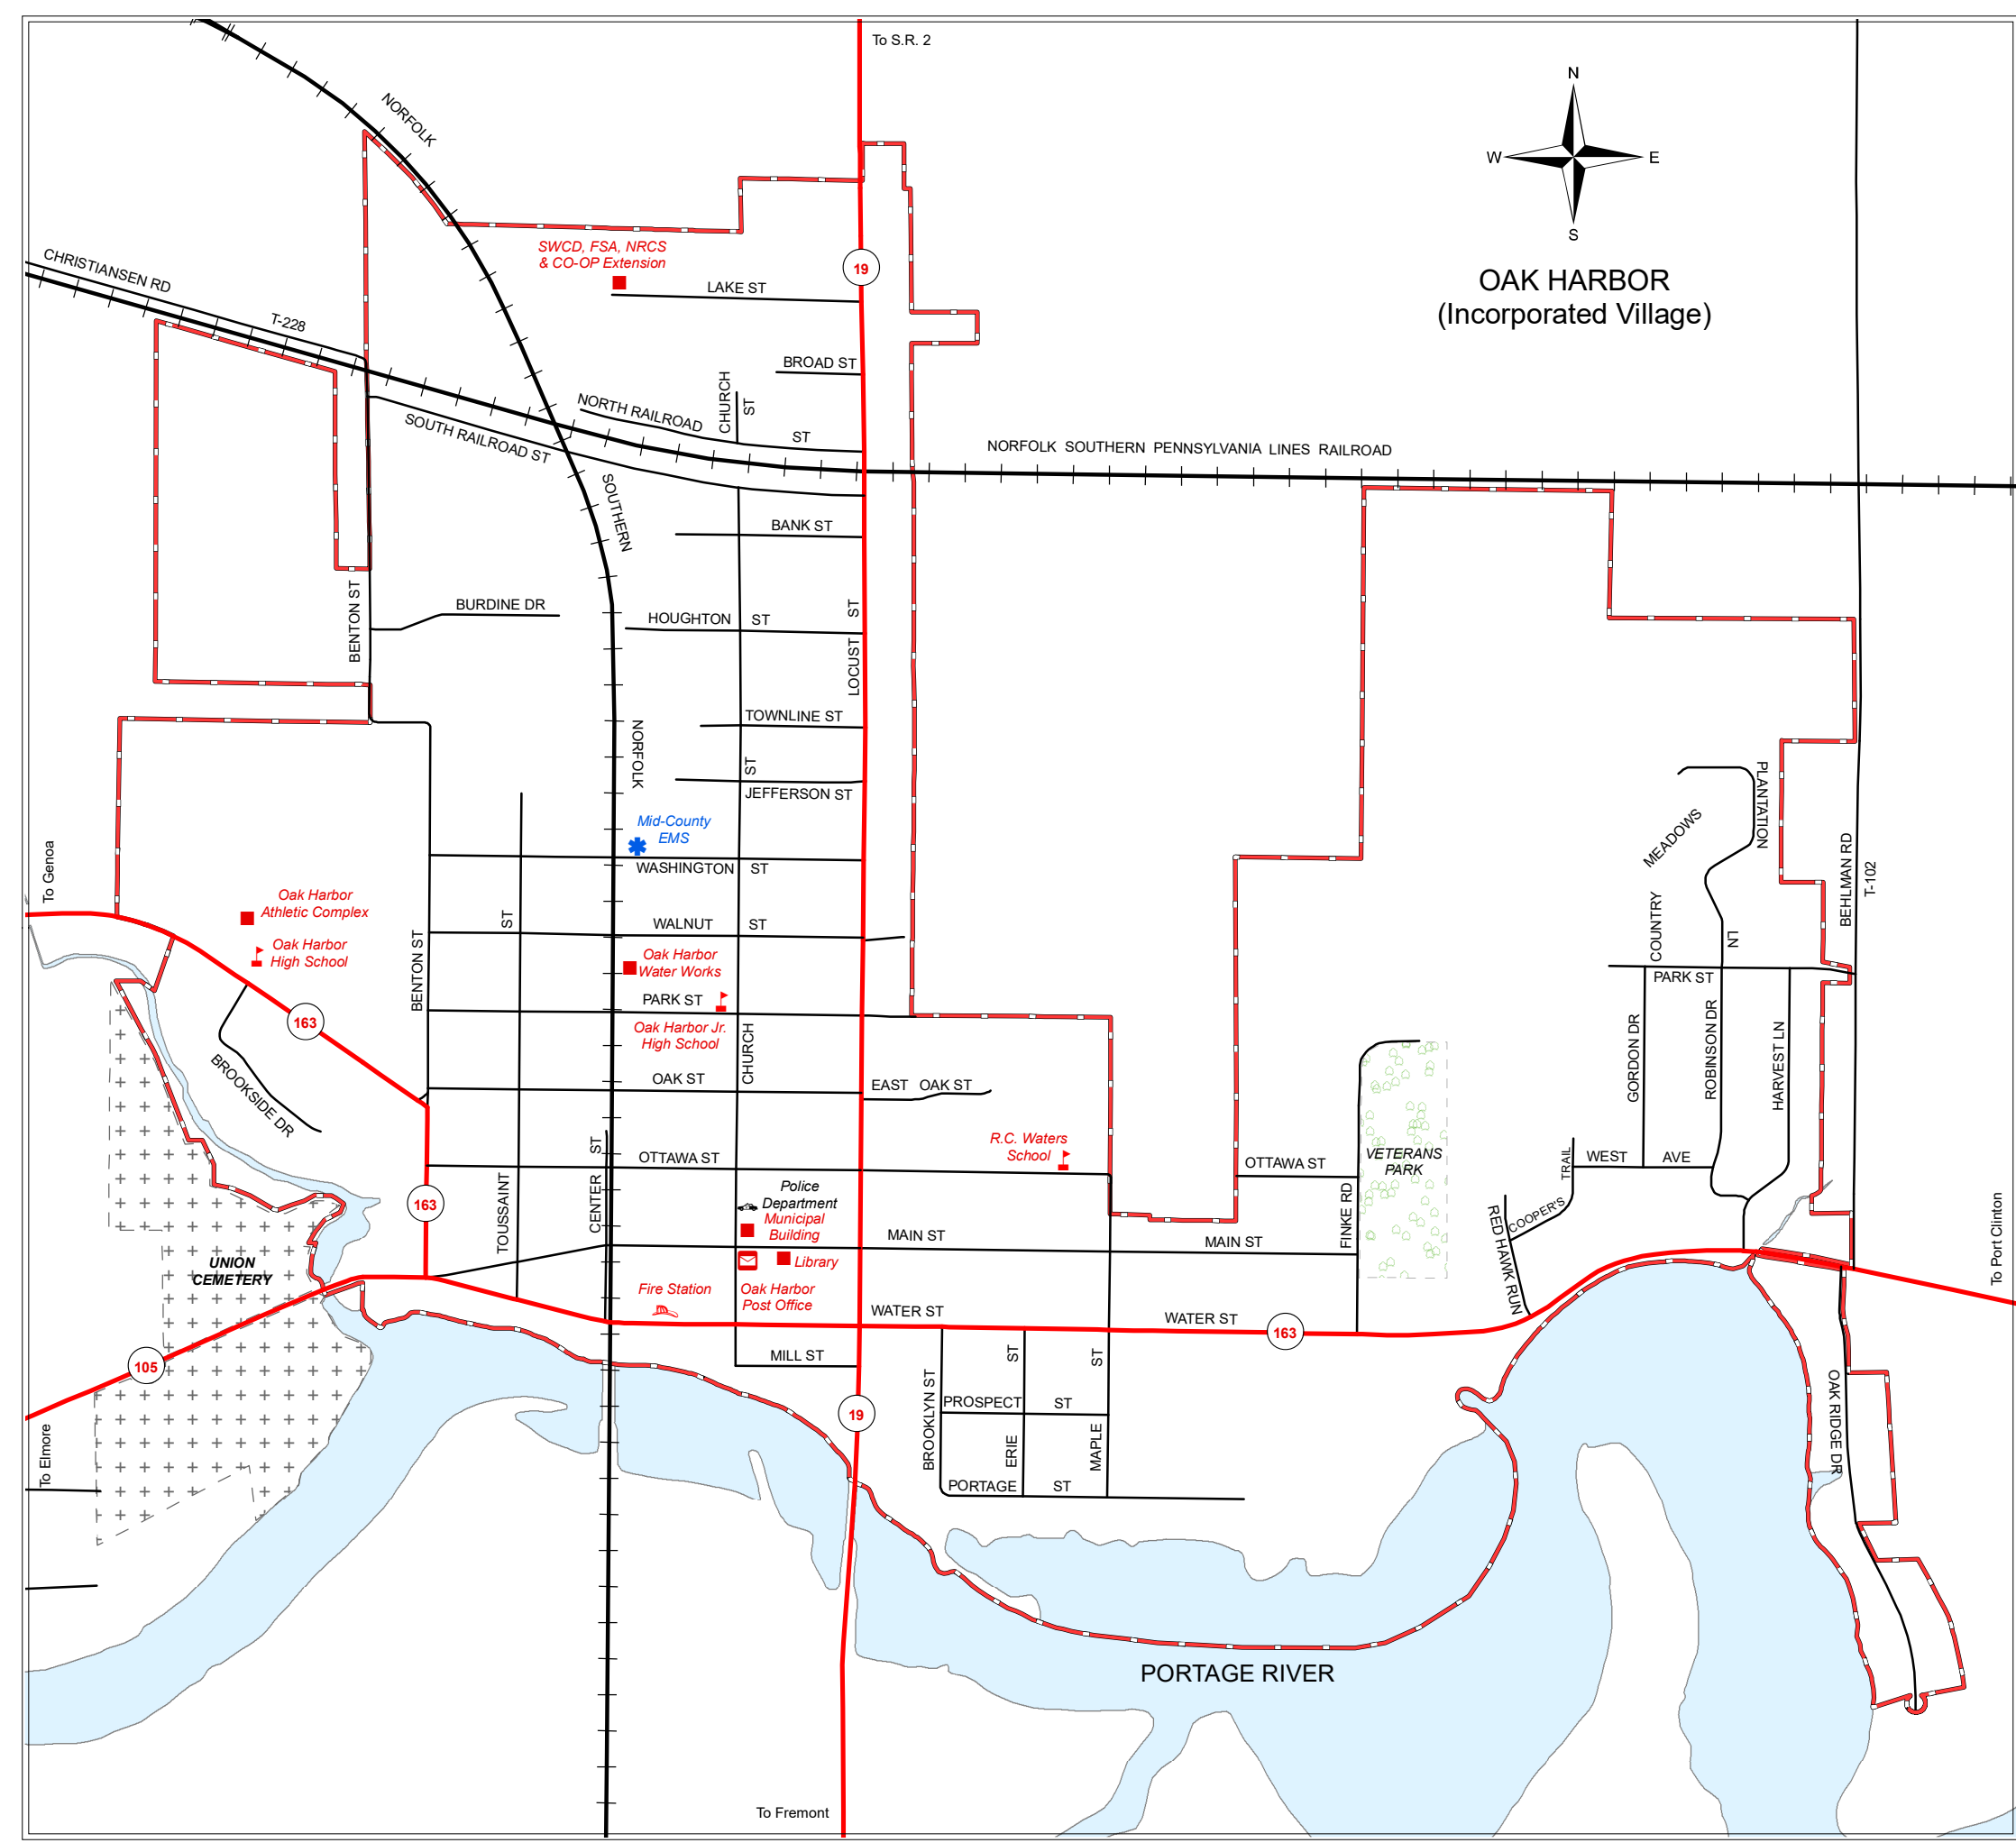 To S.R. 2
N
W
E
S
OAK HARBOR
(Incorporated Village)
NORFOLK
SWCD, FSA, NRCS
& CO-OP Extension
19
CHRISTIANSEN RD
T-228
LAKE ST
BROAD ST
CHURCH
ST
NORTH RAILROAD
ST
SOUTH RAILROAD ST
NORFOLK SOUTHERN PENNSYLVANIA LINES RAILROAD
SOUTHERN
BANK ST
BENTON ST
BURDINE DR
HOUGHTON
ST
ST
LOCUST
TOWNLINE ST
NORFOLK
ST
JEFFERSON ST
PLANTATION
MEADOWS
Mid-County
EMS
WASHINGTON
ST
To Genoa
BEHLMAN RD
T-102
Oak Harbor
Athletic Complex
Oak Harbor
High School
BENTON ST
ST
WALNUT
ST
COUNTRY
LN
Oak Harbor
Water Works
PARK ST
PARK ST
163
Oak Harbor Jr.
High School
CHURCH
GORDON DR
ROBINSON DR
HARVEST LN
BROOKSIDE DR
OAK ST
EAST OAK ST
R.C. Waters
School
CENTER
ST
OTTAWA ST
OTTAWA ST
VETERANS
PARK
TRAIL
WEST
AVE
163
TOUSSAINT
Police
Department
Municipal
Building
FINKE RD
COOPER'S
RED HAWK RUN
MAIN ST
MAIN ST
To Port Clinton
UNION
CEMETERY
Library
Fire Station
Oak Harbor
Post Office
WATER ST
WATER ST
163
105
MILL ST
ST
ST
BROOKLYN ST
PROSPECT
ST
19
OAK RIDGE DR
To Elmore
ERIE
MAPLE
PORTAGE
ST
PORTAGE RIVER
To Fremont